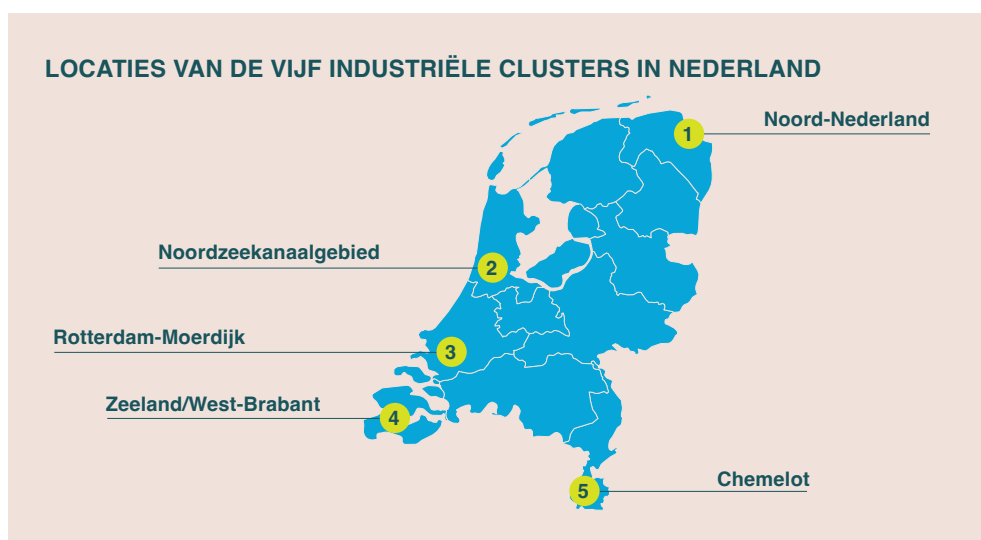 LOCATIES VAN DE VIJF INDUSTRIËLE CLUSTERS IN NEDERLAND
1
Noord-Nederland
Noordzeekanaalgebied
2
Rotterdam-Moerdijk
3
Zeeland/West-Brabant
4
5
Chemelot